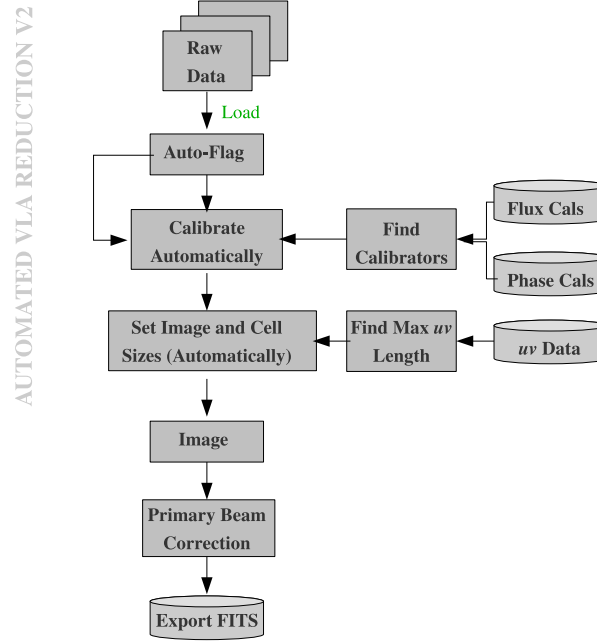 AUTOMATED VLA REDUCTION V2
Raw
Data
Load
Auto-Flag
Calibrate
Automatically
Find
Calibrators
Flux Cals
Phase Cals
Set Image and Cell
Sizes (Automatically)
Find Max uv
Length
uv Data
Image
Primary Beam
Correction
Export FITS